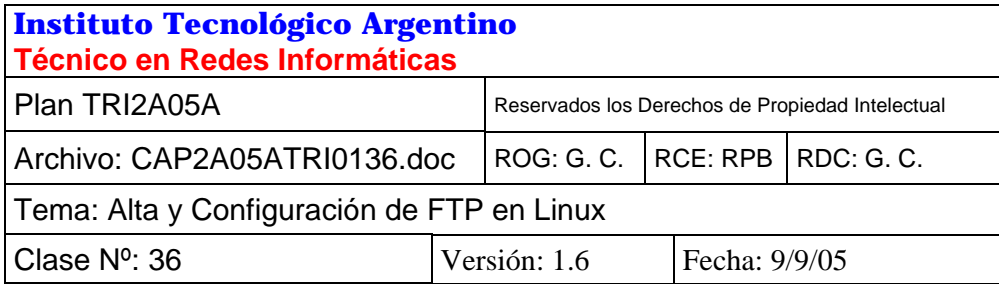 Instituto Tecnológico Argentino
Técnico en Redes Informáticas
Plan TRI2A05A Reservados los Derechos de Propiedad Intelectual
Archivo: CAP2A05ATRI0136.doc ROG: G. C. RCE: RPB RDC: G. C.
Tema: Alta y Configuración de FTP en Linux
Clase Nº: 36 Versión: 1.6 Fecha: 9/9/05